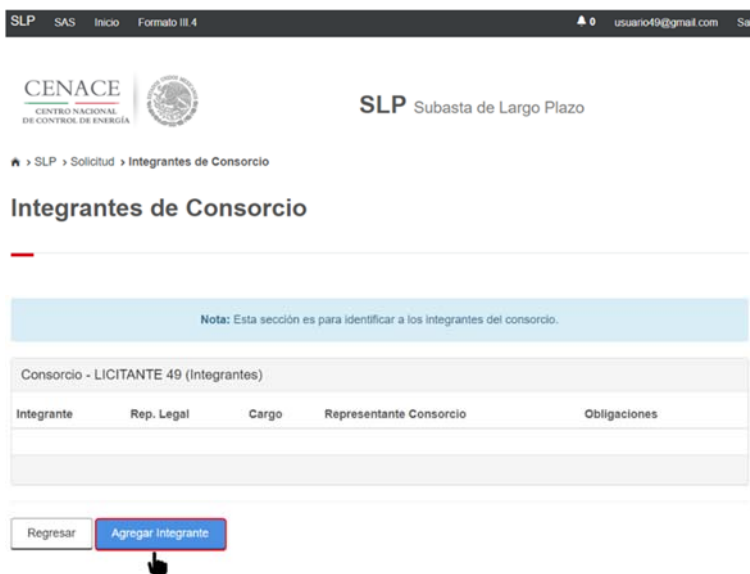 SLP SAS Inicio Formato III.4 0 usuario49@gmail.com Sa
CENACE
CENTRO NACIONAL
DE CONTROL DE ENERGÍA
SLP Subasta de Largo Plazo
> SLP > Solicitud > Integrantes de Consorcio
Integrantes de Consorcio
Nota: Esta sección es para identificar a los integrantes del consorcio.
Consorcio - LICITANTE 49 (Integrantes)
Integrante Rep. Legal Cargo Representante Consorcio Obligaciones
Regresar Agregar Integrante